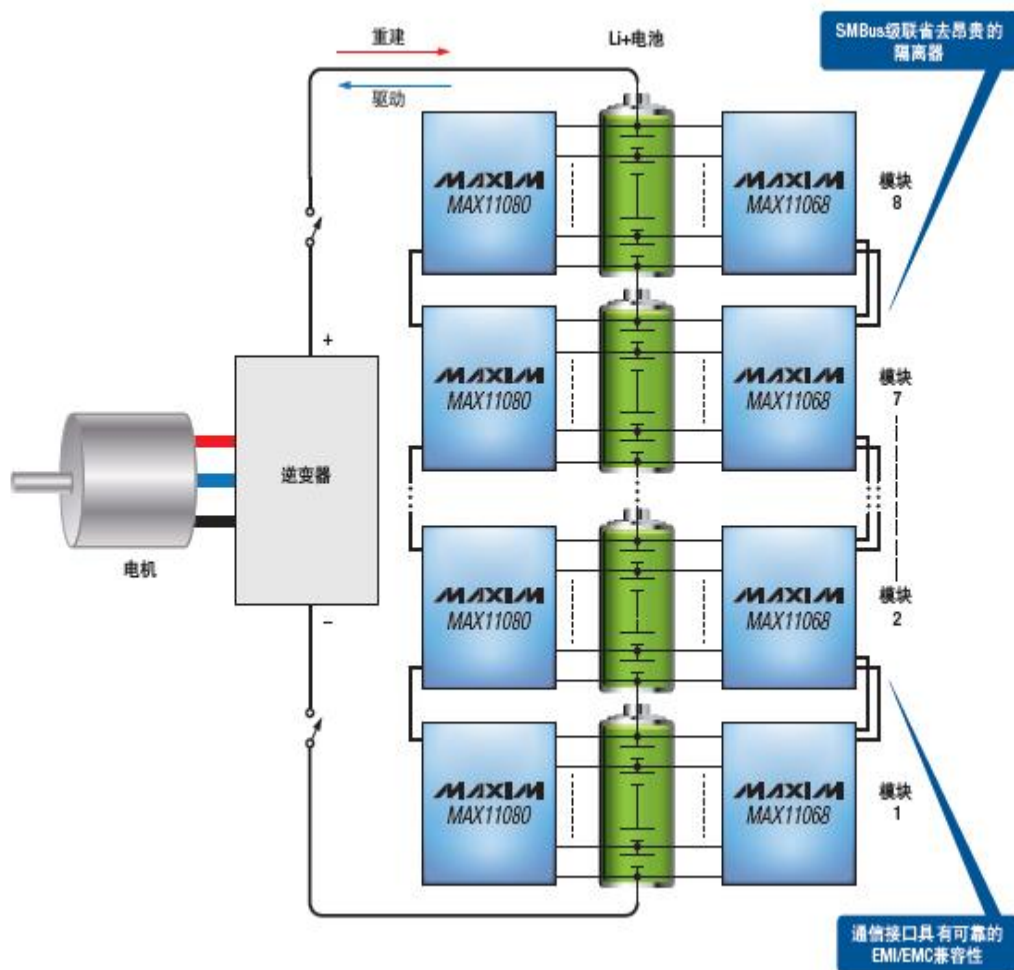 SMBus级联省去昂贵的
隔离器
重建
Li+电池
驱动
MAXIM
MAX11080
MAXIM
MAX11068
模块
8
MAXIM
MAX11080
MAXIM
MAX11068
模块
7
+
逆变器
电机
−
MAXIM
MAX11080
MAXIM
MAX11068
模块
2
MAXIM
MAX11080
MAXIM
MAX11068
模块
1
通信接口具有可靠的
EMI/EMC兼容性